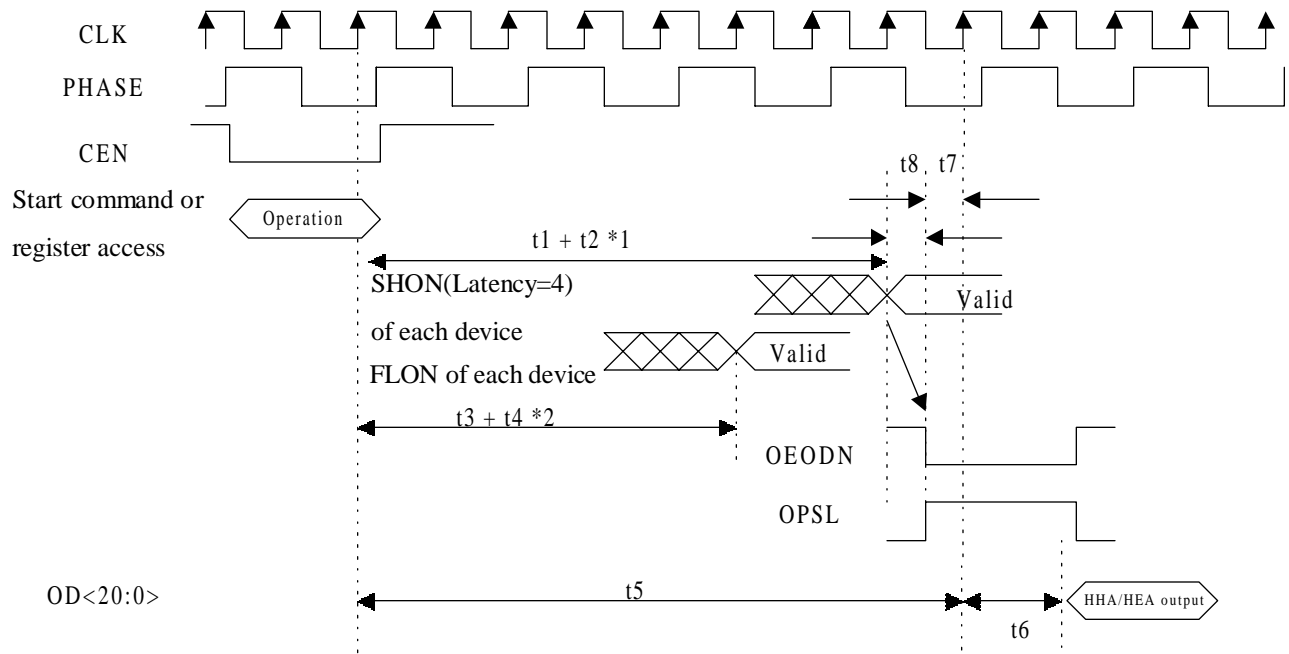 CLK
PHASE
CEN
t8 t7
Start command or
register access
Operation
t1 + t2 *1
SHON(Latency=4)
of each device
Valid
FLON of each device
Valid
t3 + t4 *2
OEODN
OPSL
OD<20:0>
t5
HHA/HEA output
t6